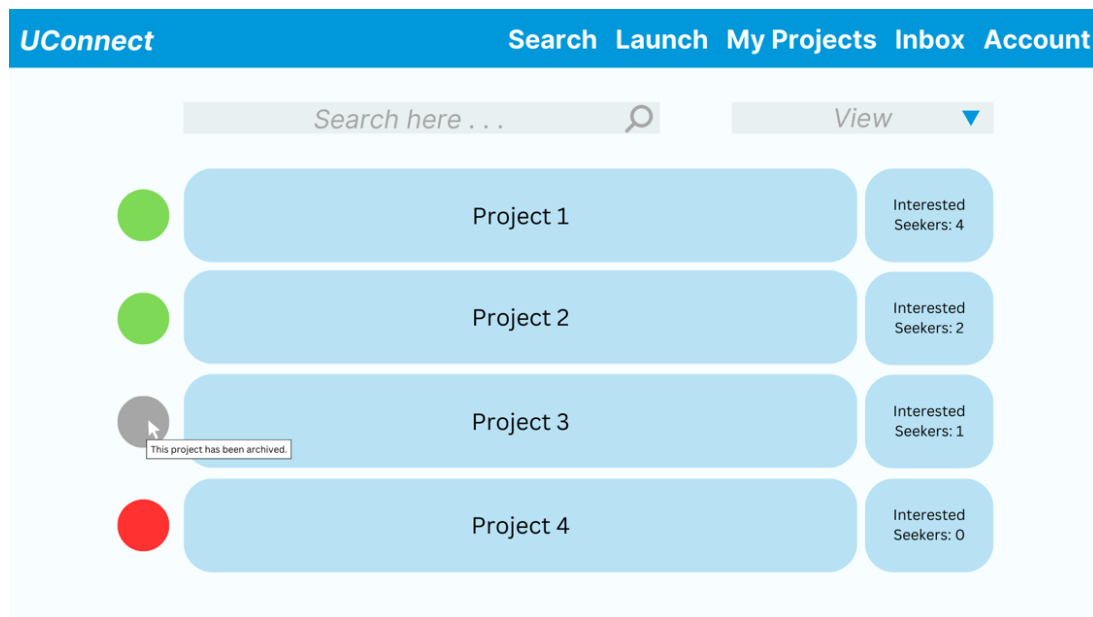 UConnect
Search Launch My Projects Inbox Account
Search here . . .
View
Project 1
Interested
Seekers: 4
Project 2
Interested
Seekers: 2
Project 3
Interested
Seekers: 1
This project has been archived.
Project 4
Interested
Seekers: 0